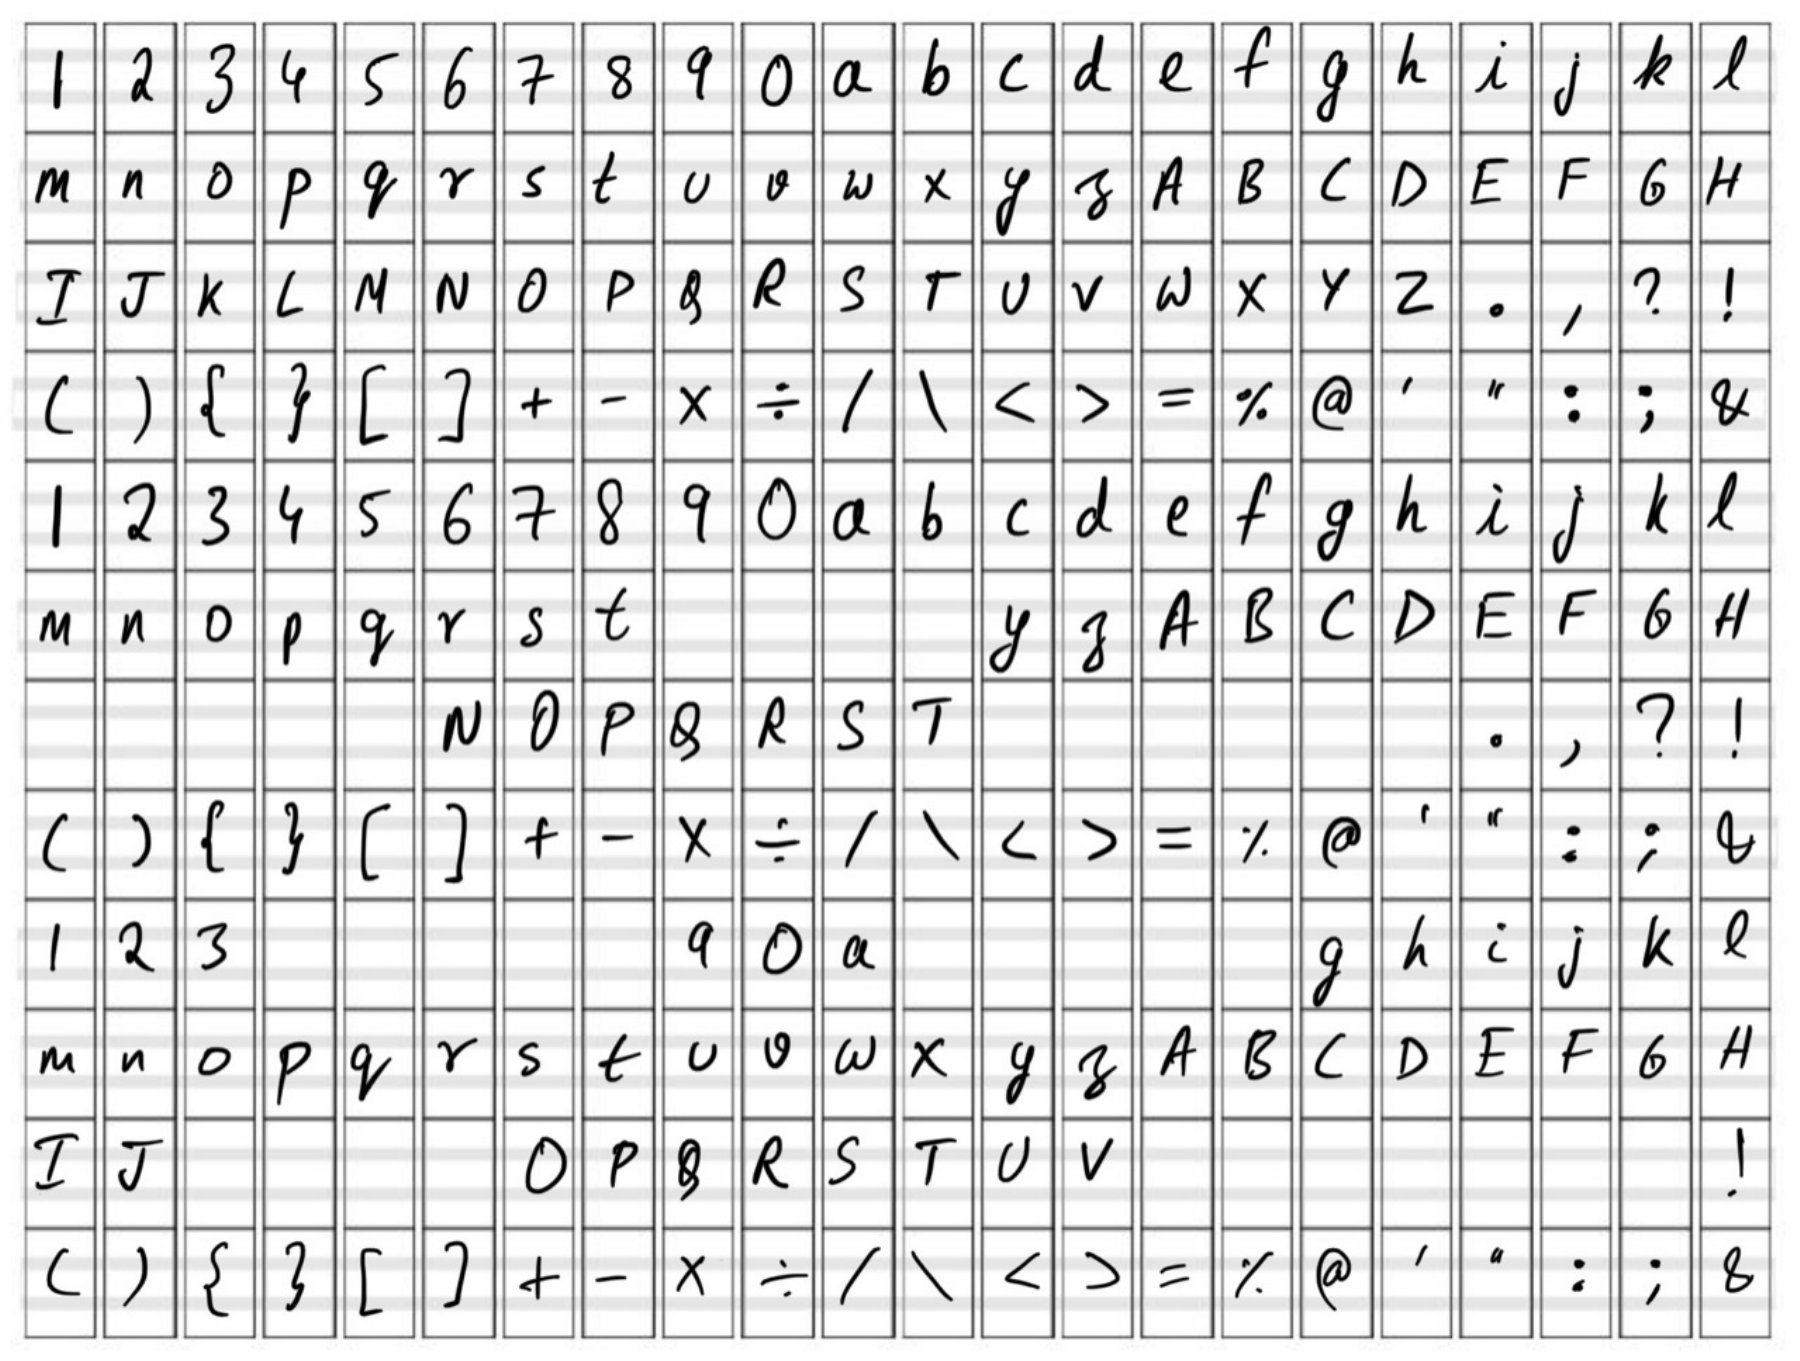 1 2 3 4 5 6 7 8 9 0 a b c d e f g h i j k l
m n o p q r s t u v w x y z A B C D E F G H
I J K L M N O P Q R S T U V W X Y Z . , ? !
( ) { } [ ] + - × ÷ / \ < > = % @ ' " : ; &
1 2 3 4 5 6 7 8 9 0 a b c d e f g h i j k l
m n o p q r s t y z A B C D E F G H
N O P Q R S T . , ? !
( ) { } [ ] + - × ÷ / \ < > = % @ ' " : ; &
1 2 3 9 0 a g h i j k l
m n o p q r s t u v w x y z A B C D E F G H
I J O P Q R S T U V !
( ) { } [ ] + - × ÷ / \ < > = % @ ' " : ; &